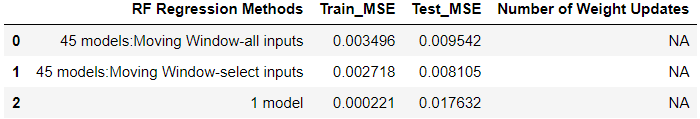 RF Regression Methods Train_MSE Test_MSE Number of Weight Updates
0 45 models:Moving Window-all inputs 0.003496 0.009542 NA
1 45 models:Moving Window-select inputs 0.002718 0.008105 NA
2 1 model 0.000221 0.017632 NA